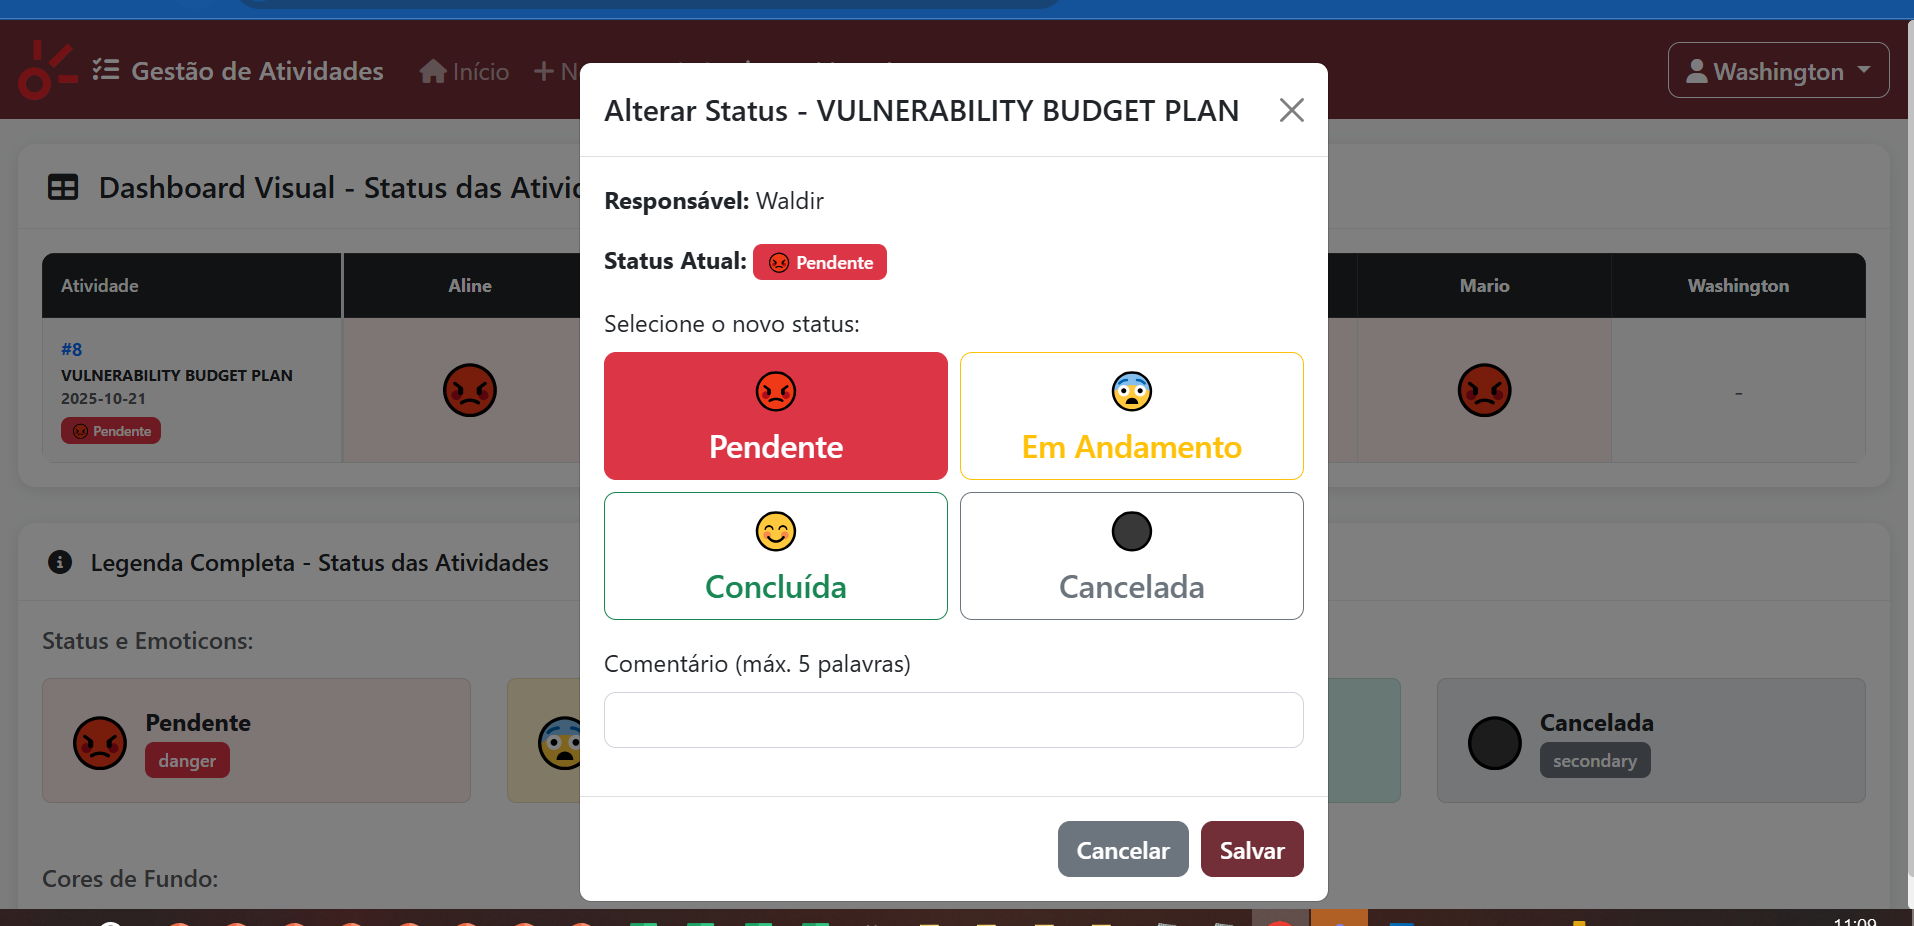 Gestão de Atividades
Início
Washington
Alterar Status - VULNERABILITY BUDGET PLAN
Responsável: Waldir
Status Atual: Pendente
Selecione o novo status:
Pendente
Em Andamento
Concluída
Cancelada
Comentário (máx. 5 palavras)
Cancelar
Salvar
Dashboard Visual - Status das
Atividade
Aline
Mario
Washington
#8
VULNERABILITY BUDGET PLAN
2025-10-21
Pendente
-
Legenda Completa - Status das Atividades
Status e Emoticons:
Pendente
danger
Cancelada
secondary
Cores de Fundo:
11:09